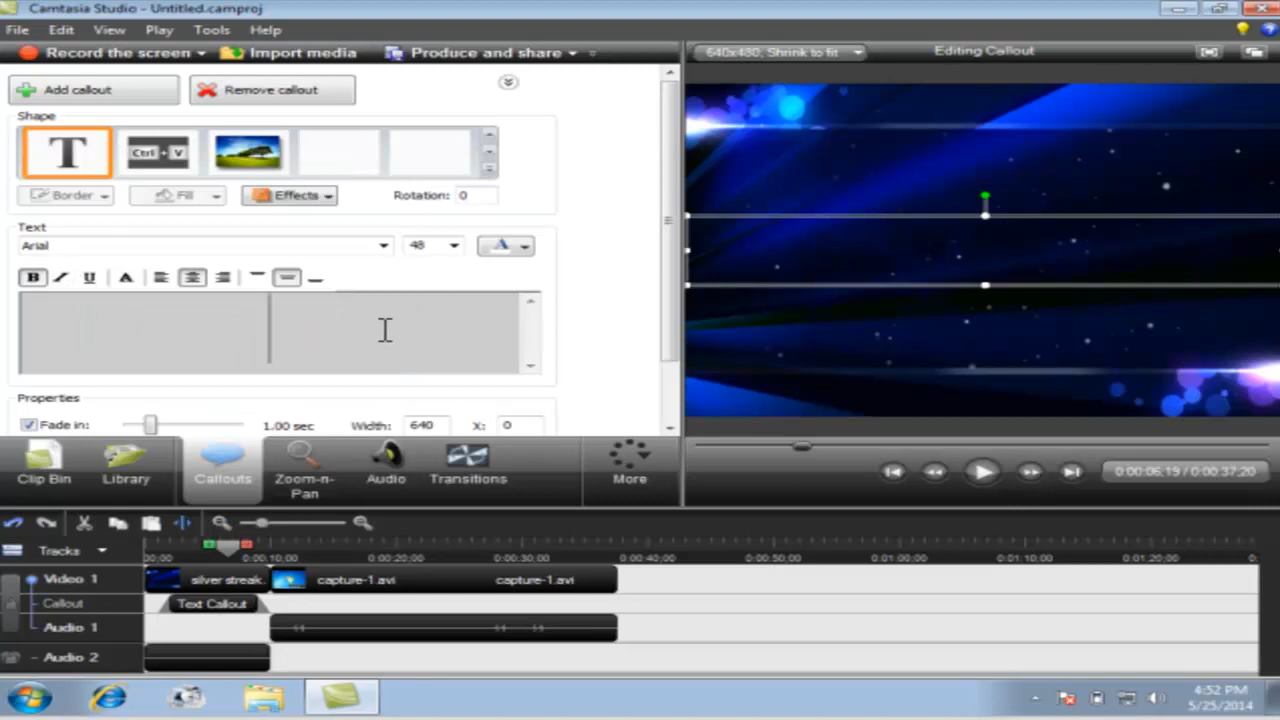 Camtasia Studio - Untitled.camproj
File Edit View Play Tools Help
Record the screen Import media Produce and share 640x480, Shrink to fit Editing Callout
Add callout Remove callout
Shape
T Ctrl + V
Border Fill Effects Rotation: 0
Text
Arial 48 A
B U A
Properties
Fade in: 1.00 sec Width: 640 X: 0
Clip Bin Library Callouts Zoom-n-Pan Audio Transitions More
0:00:06,19 / 0:00:37,20
Tracks 00:00 0:00:10,00 0:00:20,00 0:00:30,00 0:00:40,00 0:00:50,00 0:01:00,00 0:01:10,00 0:01:20,00 0:
Video 1 silver streak. capture-1.avi capture-1.avi
Callout Text Callout
Audio 1
Audio 2
4:52 PM
5/25/2014